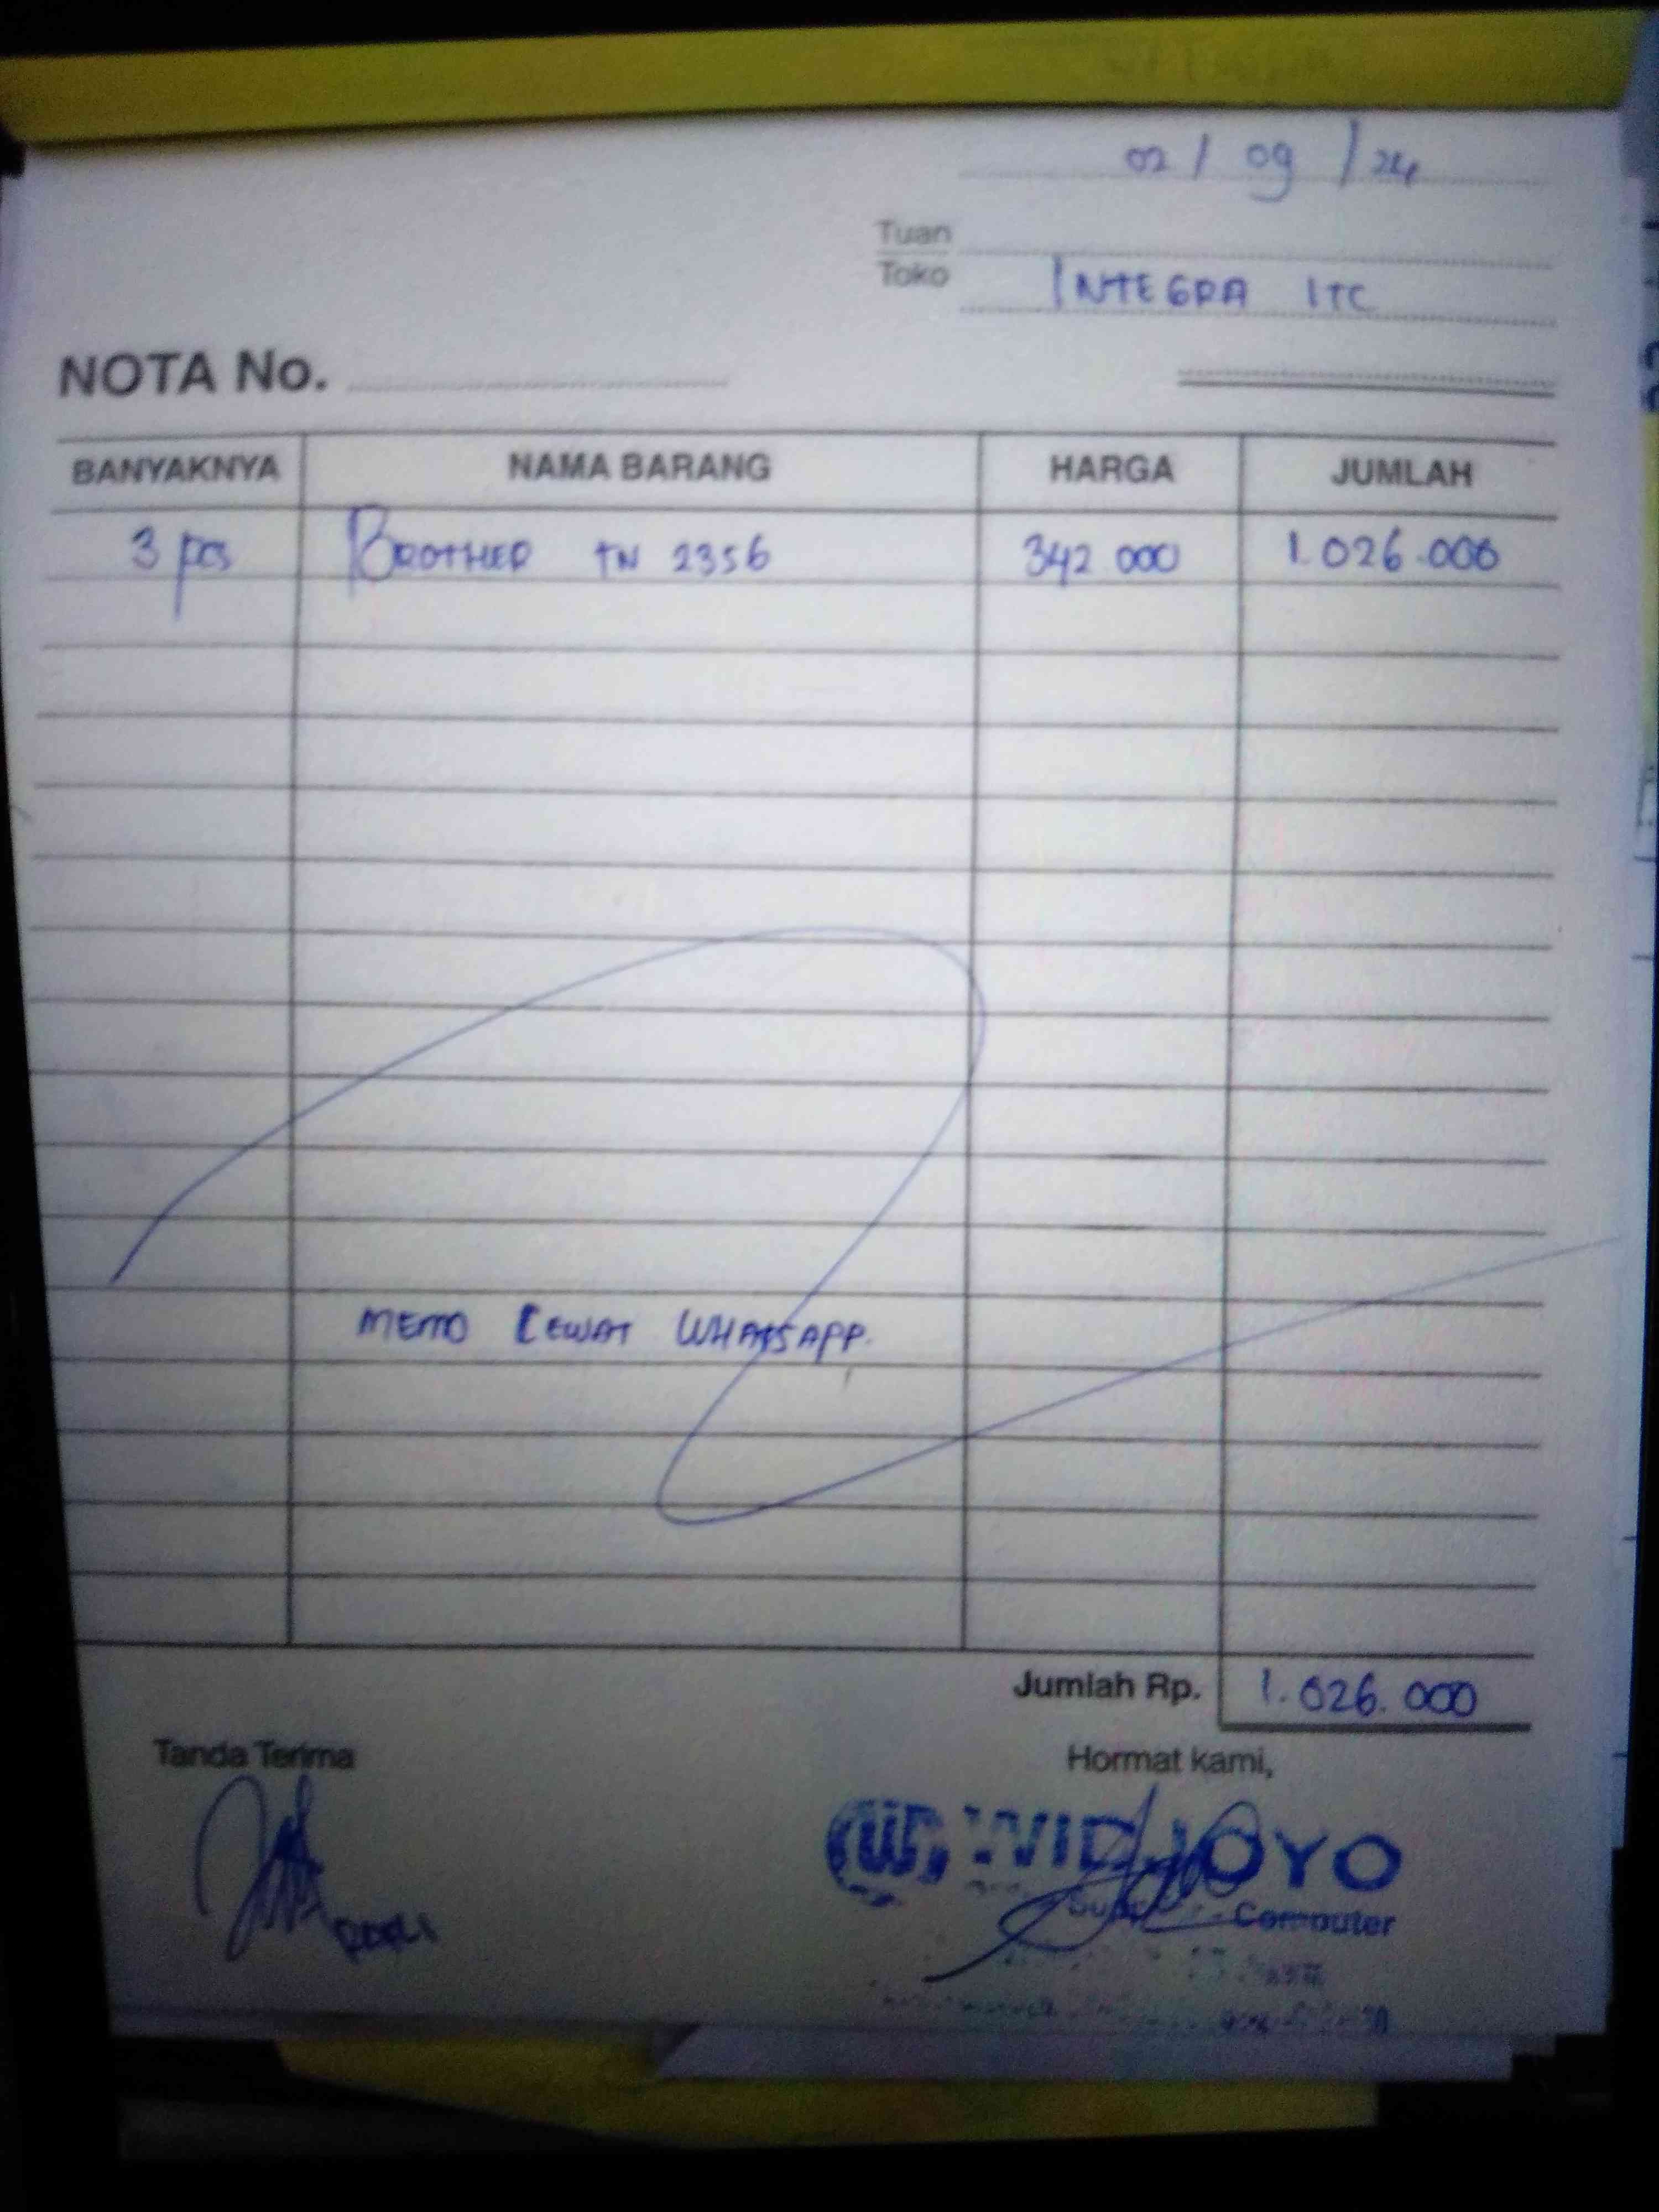 02 / 09 / 24
Tuan
Toko INTEGRA ITC
NOTA No.
BANYAKNYA NAMA BARANG HARGA JUMLAH
3 pcs BROTHER TN 2356 342.000 1.026.000
MEMO LEWAT WHATSAPP.
Jumlah Rp. 1.026.000
Tanda Terima Hormat kami,
WIDJOYO
Computer